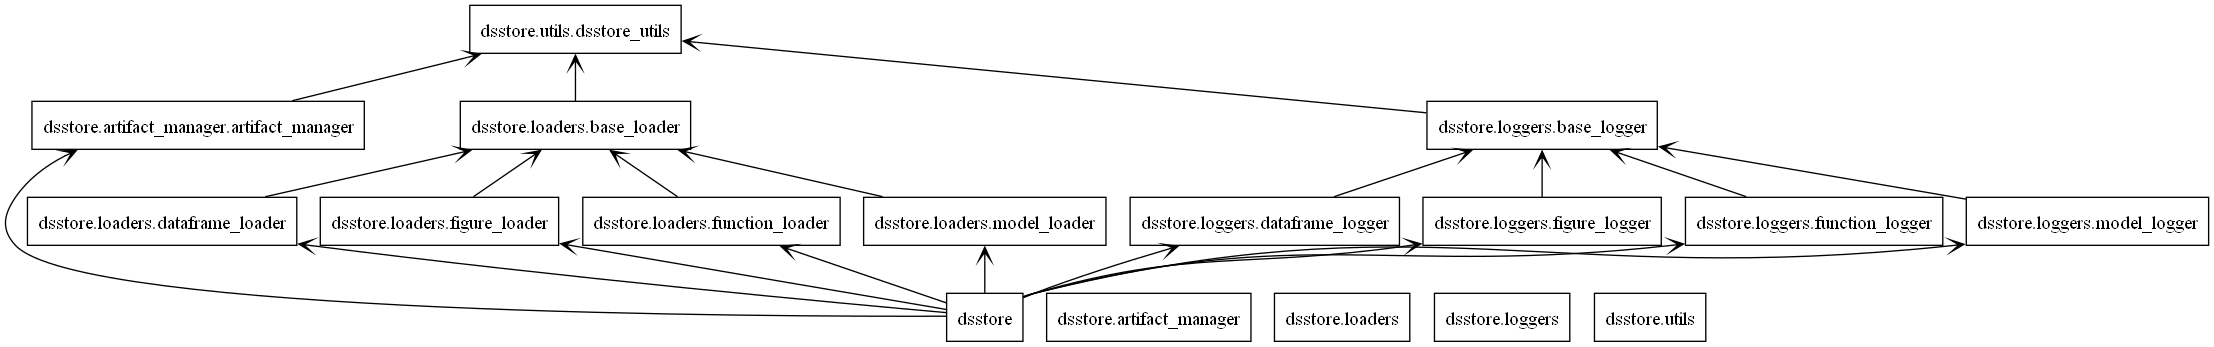 dsstore.utils.dsstore_utils
dsstore.artifact_manager.artifact_manager
dsstore.loaders.base_loader
dsstore.loggers.base_logger
dsstore.loaders.dataframe_loader
dsstore.loaders.figure_loader
dsstore.loaders.function_loader
dsstore.loaders.model_loader
dsstore.loggers.dataframe_logger
dsstore.loggers.figure_logger
dsstore.loggers.function_logger
dsstore.loggers.model_logger
dsstore
dsstore.artifact_manager
dsstore.loaders
dsstore.loggers
dsstore.utils